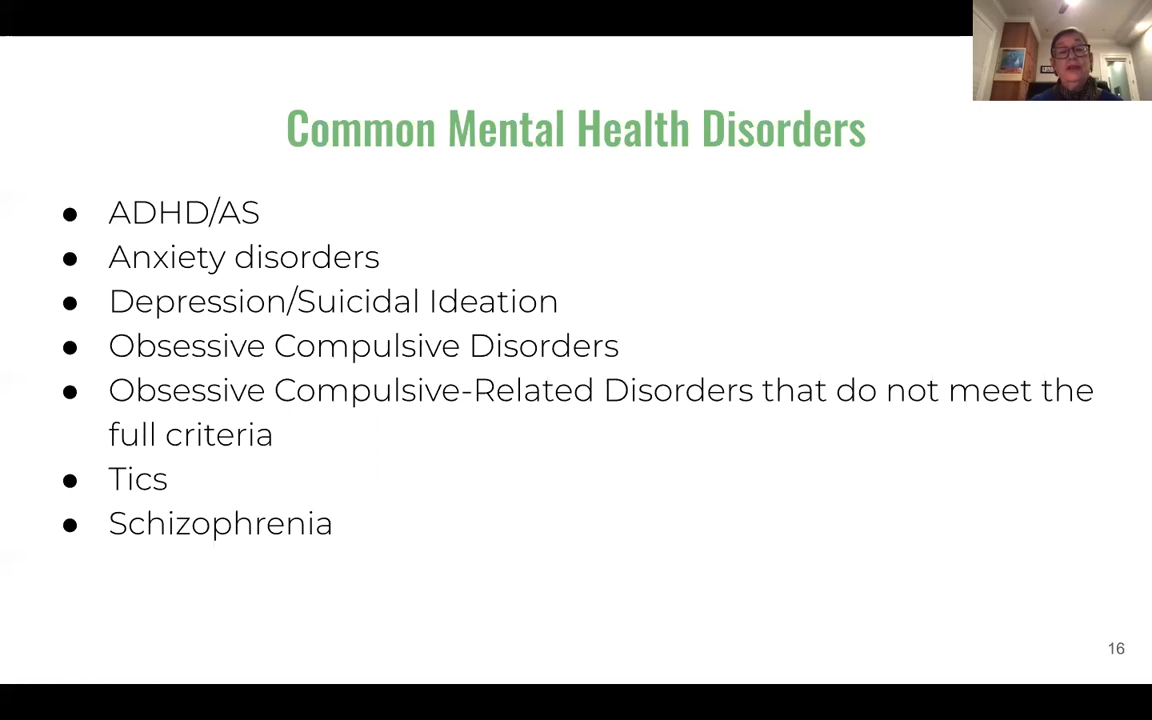 Common Mental Health Disorders
● ADHD/AS
● Anxiety disorders
● Depression/Suicidal Ideation
● Obsessive Compulsive Disorders
● Obsessive Compulsive-Related Disorders that do not meet the
full criteria
● Tics
● Schizophrenia
16